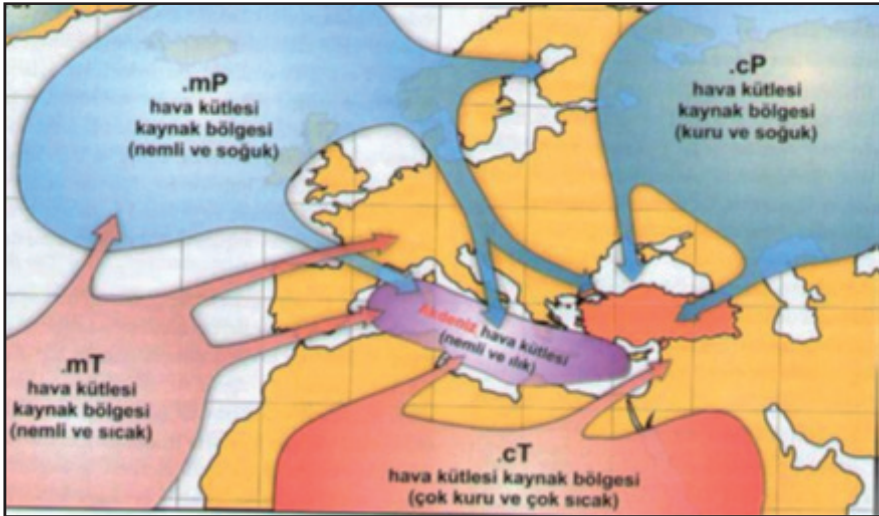 .mP
hava kütlesi
kaynak bölgesi
(nemli ve soğuk)
.cP
hava kütlesi
kaynak bölgesi
(kuru ve soğuk)
Akdeniz hava kütlesi
(nemli ve ılık)
.mT
hava kütlesi
kaynak bölgesi
(nemli ve sıcak)
.cT
hava kütlesi kaynak bölgesi
(çok kuru ve çok sıcak)